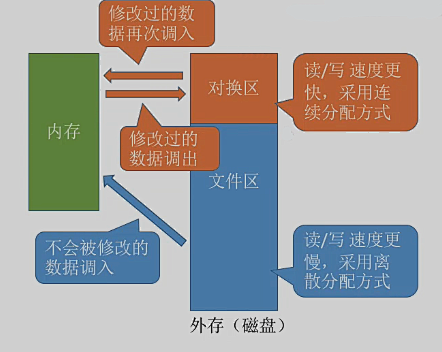 修改过的数
据再次调入
内存
对换区
读/写 速度更
快，采用连
续分配方式
修改过的
数据调出
文件区
不会被修改的
数据调入
读/写 速度更
慢，采用离
散分配方式
外存（磁盘）